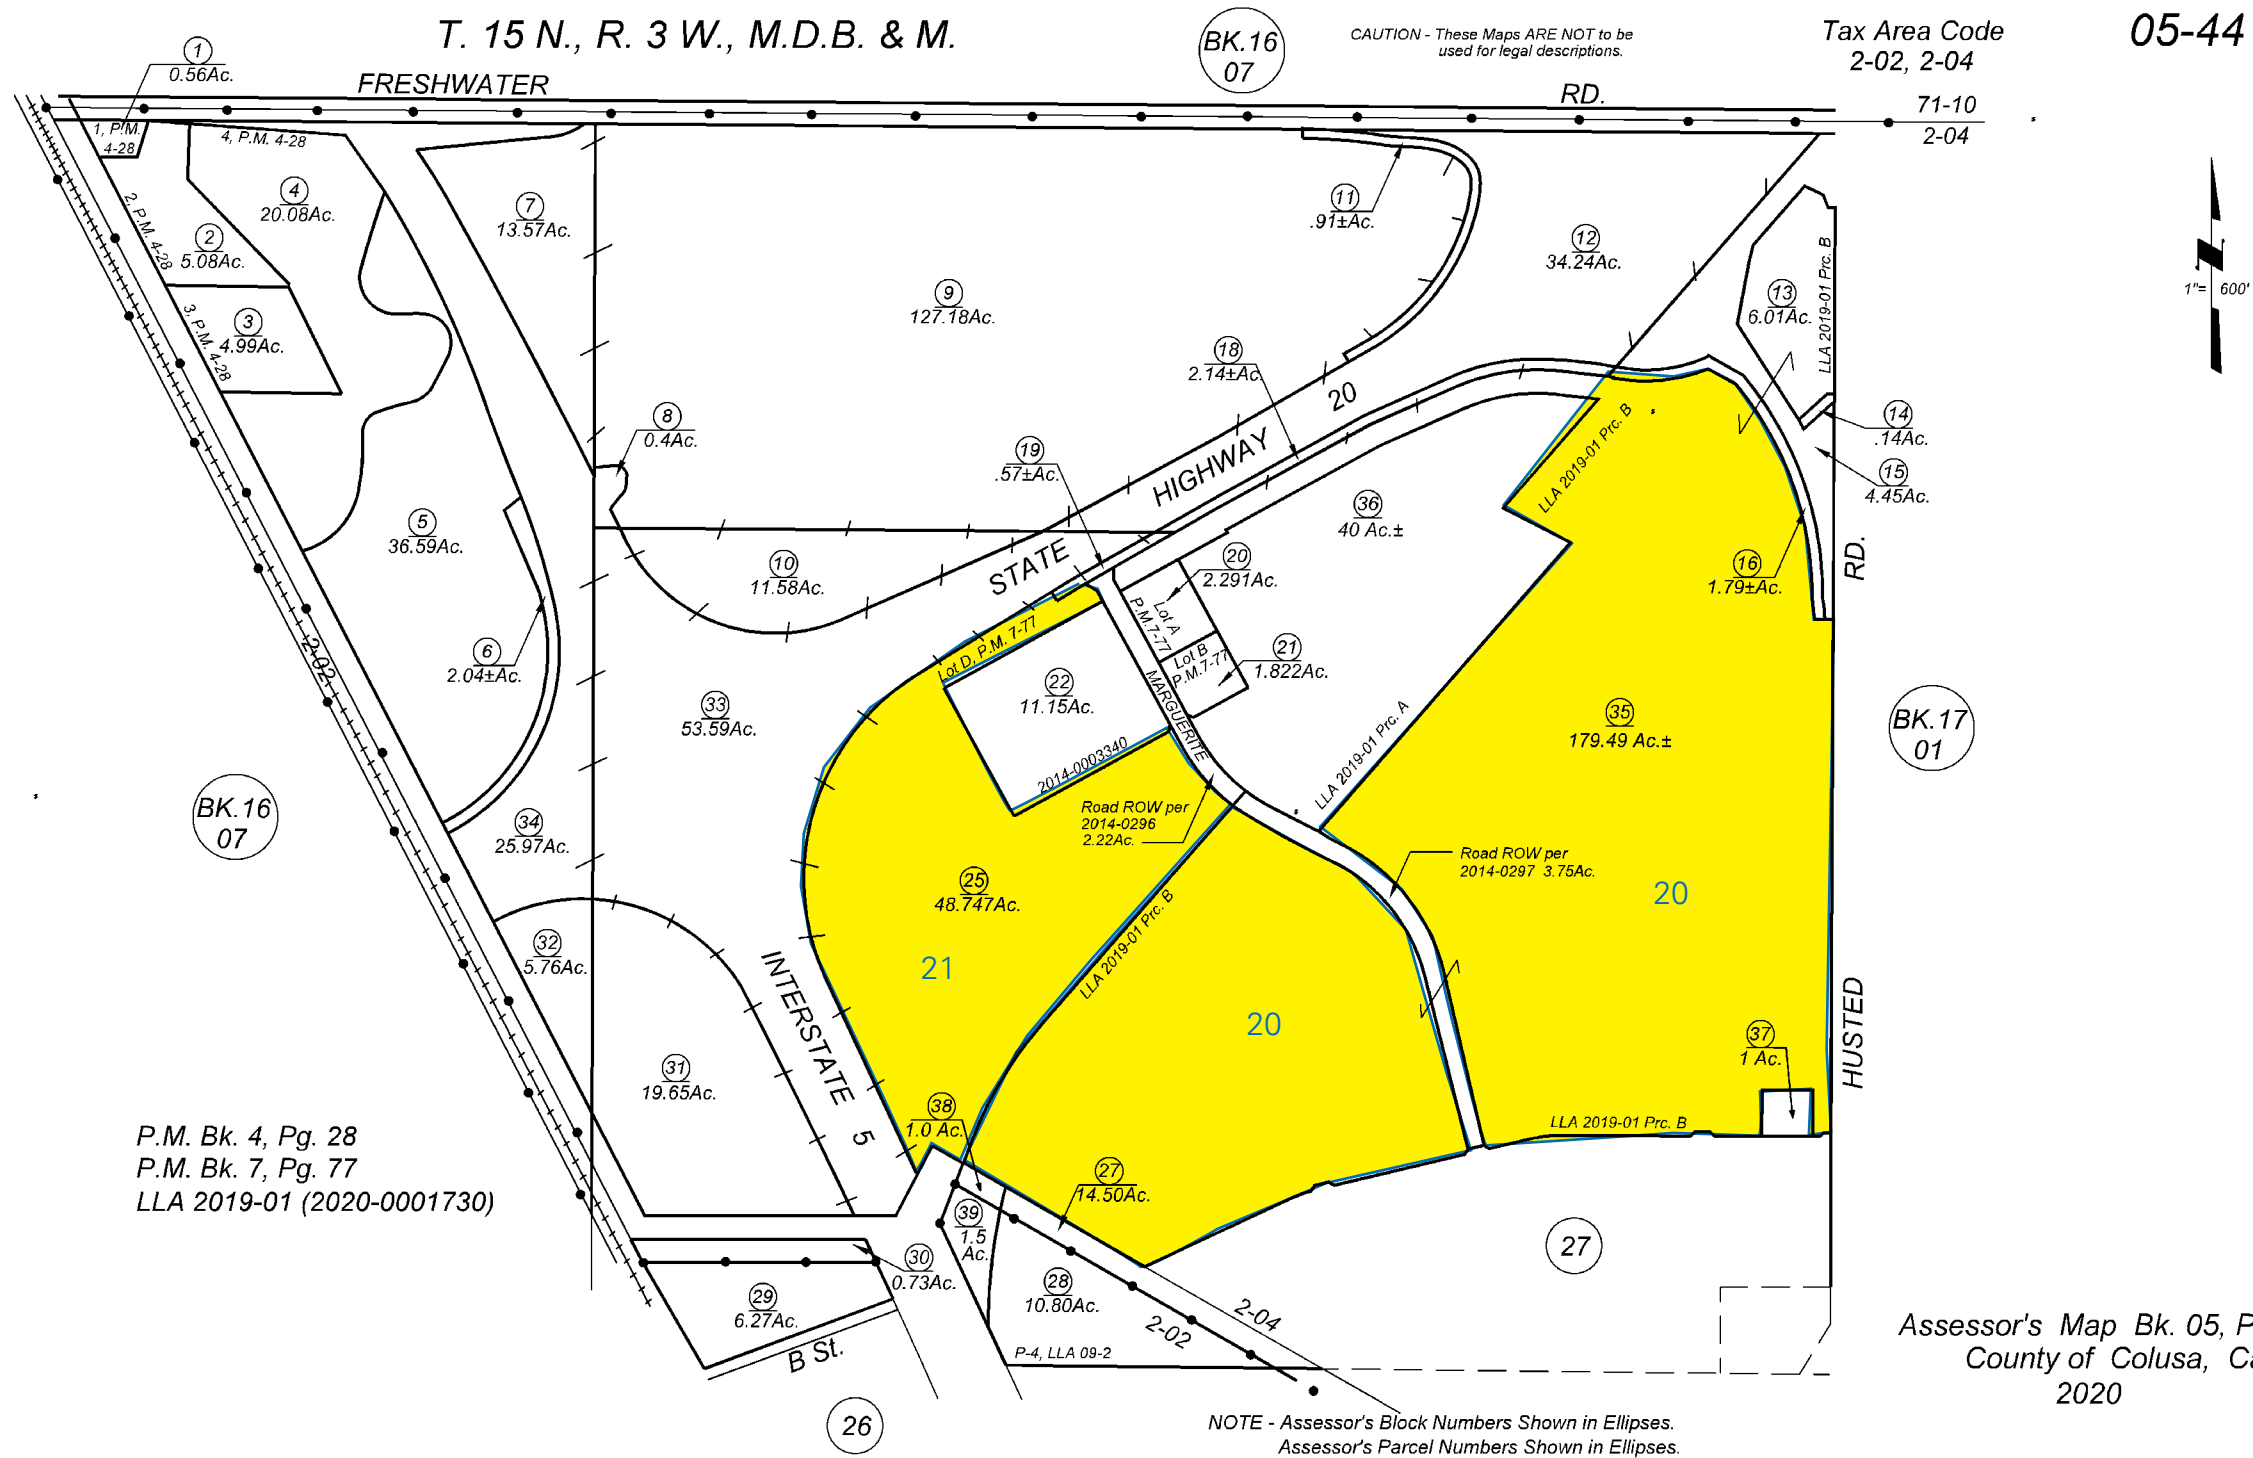 T. 15 N., R. 3 W., M.D.B. & M.
BK.16
07
CAUTION - These Maps ARE NOT to be
used for legal descriptions.
Tax Area Code
2-02, 2-04
05-44
71-10
2-04
FRESHWATER
RD.
1
0.56Ac.
1, P.M.
4-28
4, P.M. 4-28
2, P.M. 4-28
3, P.M. 4-28
4
20.08Ac.
2
5.08Ac.
3
4.99Ac.
7
13.57Ac.
9
127.18Ac.
11
.91±Ac.
12
34.24Ac.
13
6.01Ac.
LLA 2019-01 Prc. B
1"= 600'
18
2.14±Ac.
8
0.4Ac.
19
.57±Ac.
14
.14Ac.
15
4.45Ac.
STATE HIGHWAY 20
LLA 2019-01 Prc. B
5
36.59Ac.
10
11.58Ac.
36
40 Ac.±
20
2.291Ac.
Lot A
P.M.7-77
16
1.79±Ac.
RD.
6
2.04±Ac.
2-02
Lot D, P.M. 7-77
21
1.822Ac.
Lot B
P.M.7-77
22
11.15Ac.
MARGUERITE
33
53.59Ac.
35
179.49 Ac.±
BK.17
01
2014-0003340
LLA 2019-01 Prc. A
BK.16
07
34
25.97Ac.
Road ROW per
2014-0296
2.22Ac.
Road ROW per
2014-0297 3.75Ac.
25
48.747Ac.
20
LLA 2019-01 Prc. B
32
5.76Ac.
21
20
INTERSTATE 5
HUSTED
31
19.65Ac.
37
1 Ac.
38
1.0 Ac.
LLA 2019-01 Prc. B
P.M. Bk. 4, Pg. 28
P.M. Bk. 7, Pg. 77
LLA 2019-01 (2020-0001730)
27
14.50Ac.
39
1.5
Ac.
27
30
0.73Ac.
28
10.80Ac.
29
6.27Ac.
2-04
2-02
B St.
P-4, LLA 09-2
26
Assessor's Map Bk. 05,
County of Colusa,
2020
NOTE - Assessor's Block Numbers Shown in Ellipses.
Assessor's Parcel Numbers Shown in Ellipses.